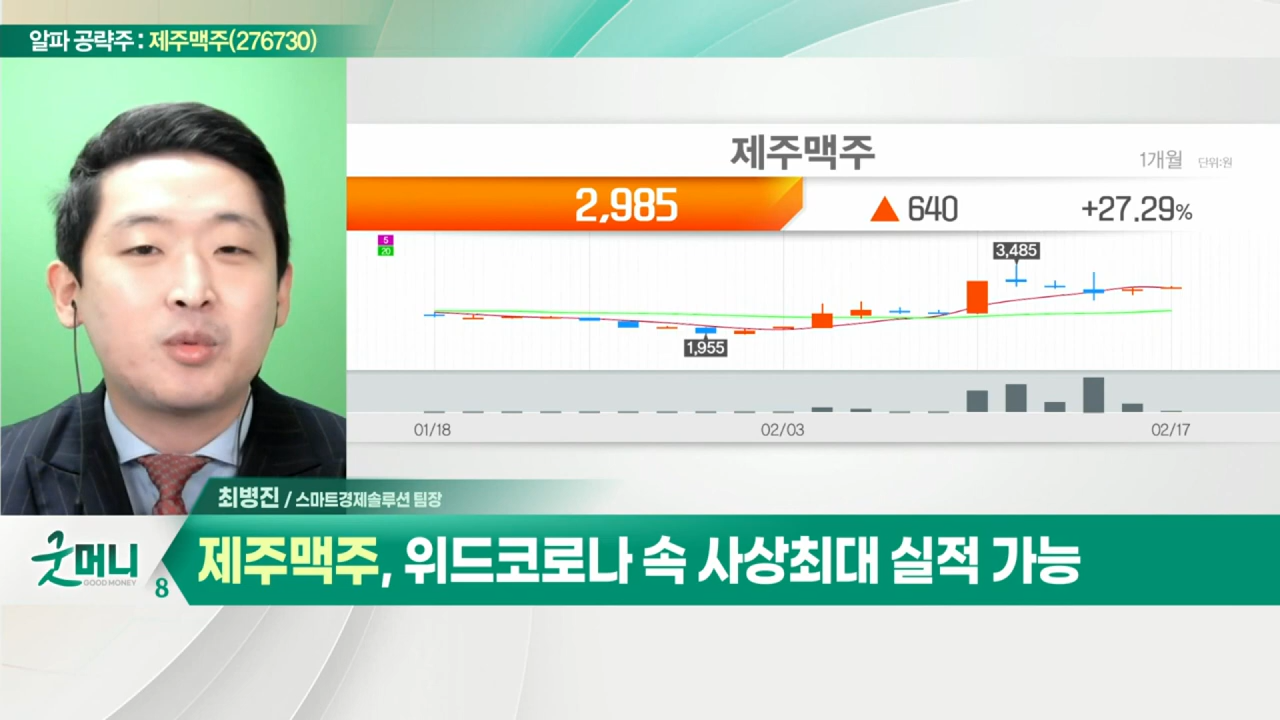 알파 공략주 : 제주맥주(276730)
제주맥주
1개월 단위:원
2,985 ▲ 640 +27.29%
5
20
3,485
1,955
01/18 02/03 02/17
최병진 / 스마트경제솔루션 팀장
굿머니
GOOD MONEY
8
제주맥주, 위드코로나 속 사상최대 실적 가능